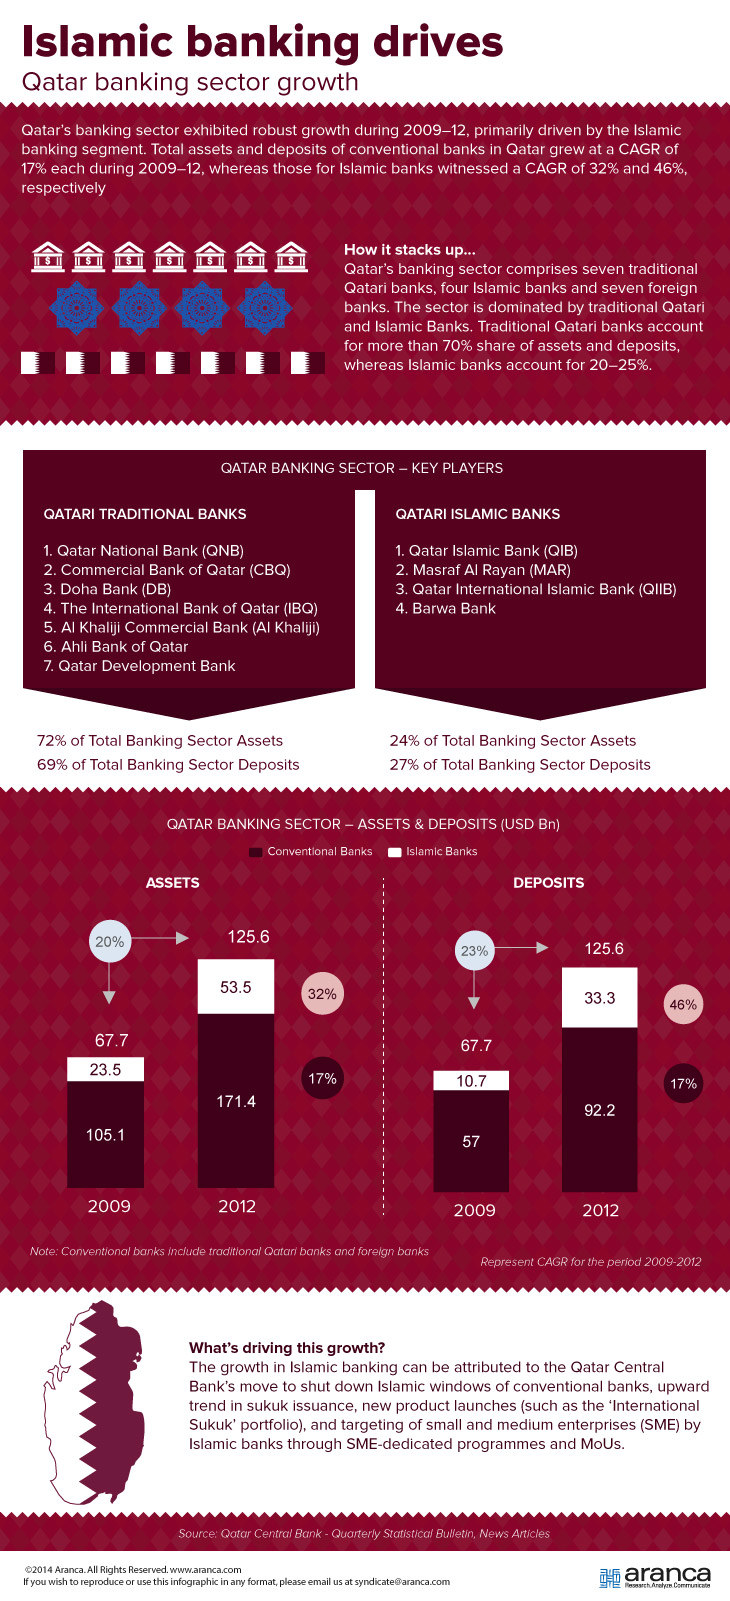 Islamic banking drives
Qatar banking sector growth
Qatar's banking sector exhibited robust growth during 2009–12, primarily driven by the Islamic
banking segment. Total assets and deposits of conventional banks in Qatar grew at a CAGR of
17% each during 2009–12, whereas those for Islamic banks witnessed a CAGR of 32% and 46%,
respectively
How it stacks up...
Qatar's banking sector comprises seven traditional
Qatari banks, four Islamic banks and seven foreign
banks. The sector is dominated by traditional Qatari
and Islamic Banks. Traditional Qatari banks account
for more than 70% share of assets and deposits,
whereas Islamic banks account for 20–25%.
QATAR BANKING SECTOR – KEY PLAYERS
QATARI TRADITIONAL BANKS
1. Qatar National Bank (QNB)
2. Commercial Bank of Qatar (CBQ)
3. Doha Bank (DB)
4. The International Bank of Qatar (IBQ)
5. Al Khaliji Commercial Bank (Al Khaliji)
6. Ahli Bank of Qatar
7. Qatar Development Bank
72% of Total Banking Sector Assets
69% of Total Banking Sector Deposits
QATARI ISLAMIC BANKS
1. Qatar Islamic Bank (QIB)
2. Masraf Al Rayan (MAR)
3. Qatar International Islamic Bank (QIIB)
4. Barwa Bank
24% of Total Banking Sector Assets
27% of Total Banking Sector Deposits
QATAR BANKING SECTOR – ASSETS & DEPOSITS (USD Bn)
Conventional Banks Islamic Banks
ASSETS
20%
125.6
53.5
32%
67.7
23.5
17%
171.4
105.1
2009 2012
DEPOSITS
23%
125.6
33.3
46%
67.7
10.7
17%
92.2
57
2009 2012
Note: Conventional banks include traditional Qatari banks and foreign banks
Represent CAGR for the period 2009-2012
What's driving this growth?
The growth in Islamic banking can be attributed to the Qatar Central
Bank's move to shut down Islamic windows of conventional banks, upward
trend in sukuk issuance, new product launches (such as the 'International
Sukuk' portfolio), and targeting of small and medium enterprises (SME) by
Islamic banks through SME-dedicated programmes and MoUs.
Source: Qatar Central Bank - Quarterly Statistical Bulletin, News Articles
©2014 Aranca. All Rights Reserved. www.aranca.com
If you wish to reproduce or use this infographic in any format, please email us at syndicate@aranca.com
aranca
Research.Analyze.Communicate